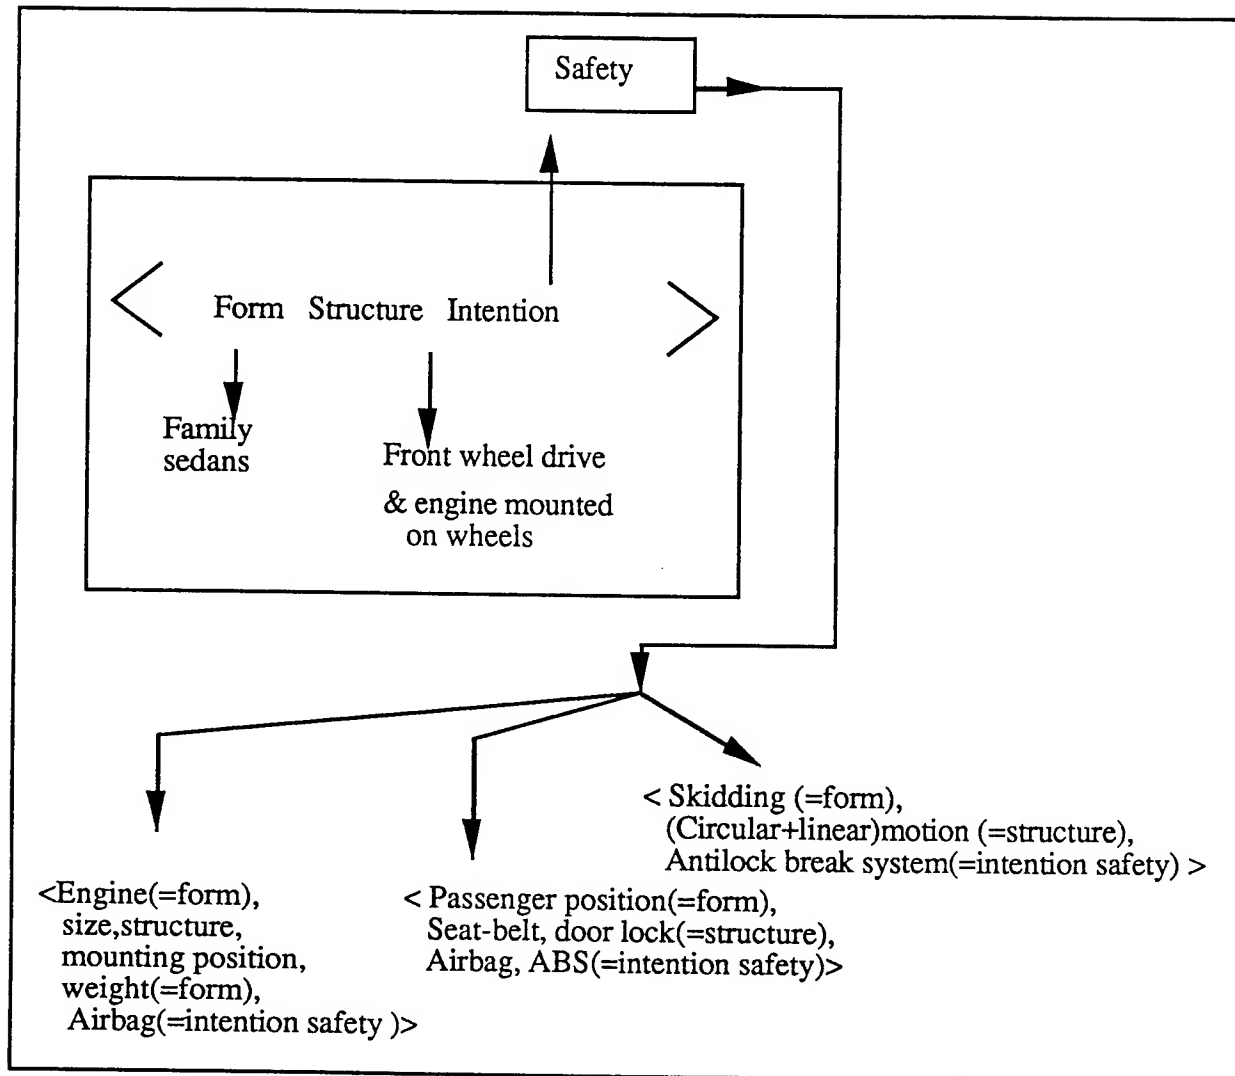 Safety
Form Structure Intention
Family
sedans
Front wheel drive
& engine mounted
on wheels
< Skidding (=form),
(Circular+linear)motion (=structure),
Antilock break system(=intention safety) >
<Engine(=form),
size,structure,
mounting position,
weight(=form),
Airbag(=intention safety )>
< Passenger position(=form),
Seat-belt, door lock(=structure),
Airbag, ABS(=intention safety)>